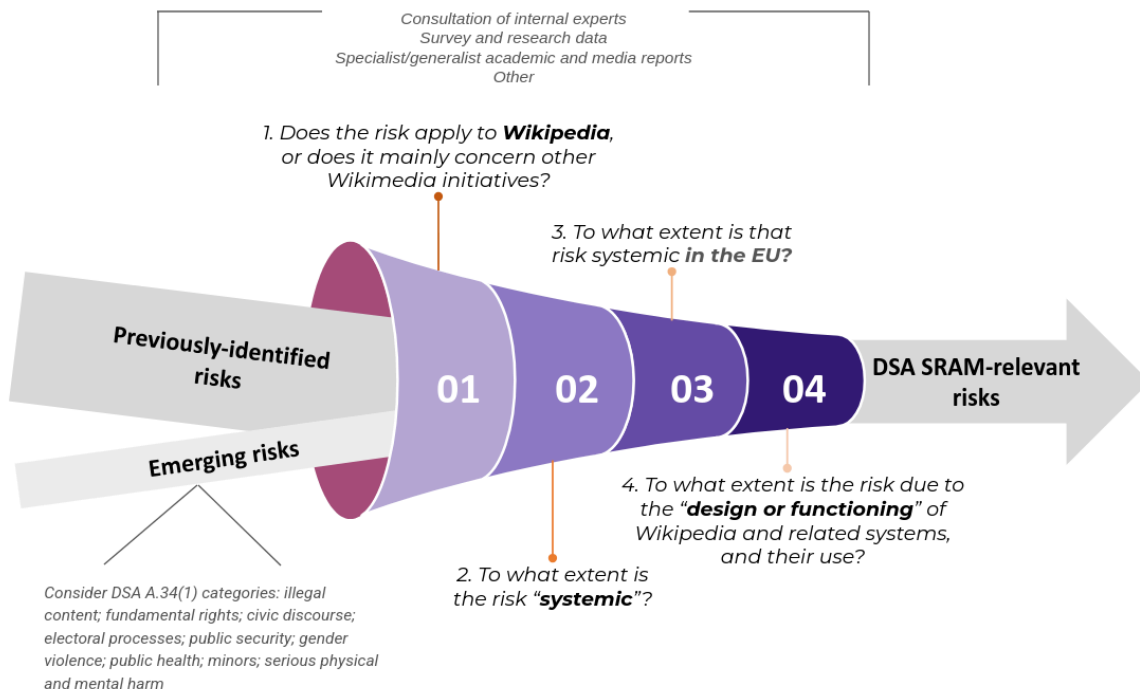 Consultation of internal experts
Survey and research data
Specialist/generalist academic and media reports
Other
1. Does the risk apply to Wikipedia,
or does it mainly concern other
Wikimedia initiatives?
3. To what extent is that
risk systemic in the EU?
Previously-identified
risks
Emerging risks
01
02
03
04
DSA SRAM-relevant
risks
4. To what extent is the risk due to
the “design or functioning” of
Wikipedia and related systems,
and their use?
2. To what extent is
the risk “systemic”?
Consider DSA A.34(1) categories: illegal
content; fundamental rights; civic discourse;
electoral processes; public security; gender
violence; public health; minors; serious physical
and mental harm